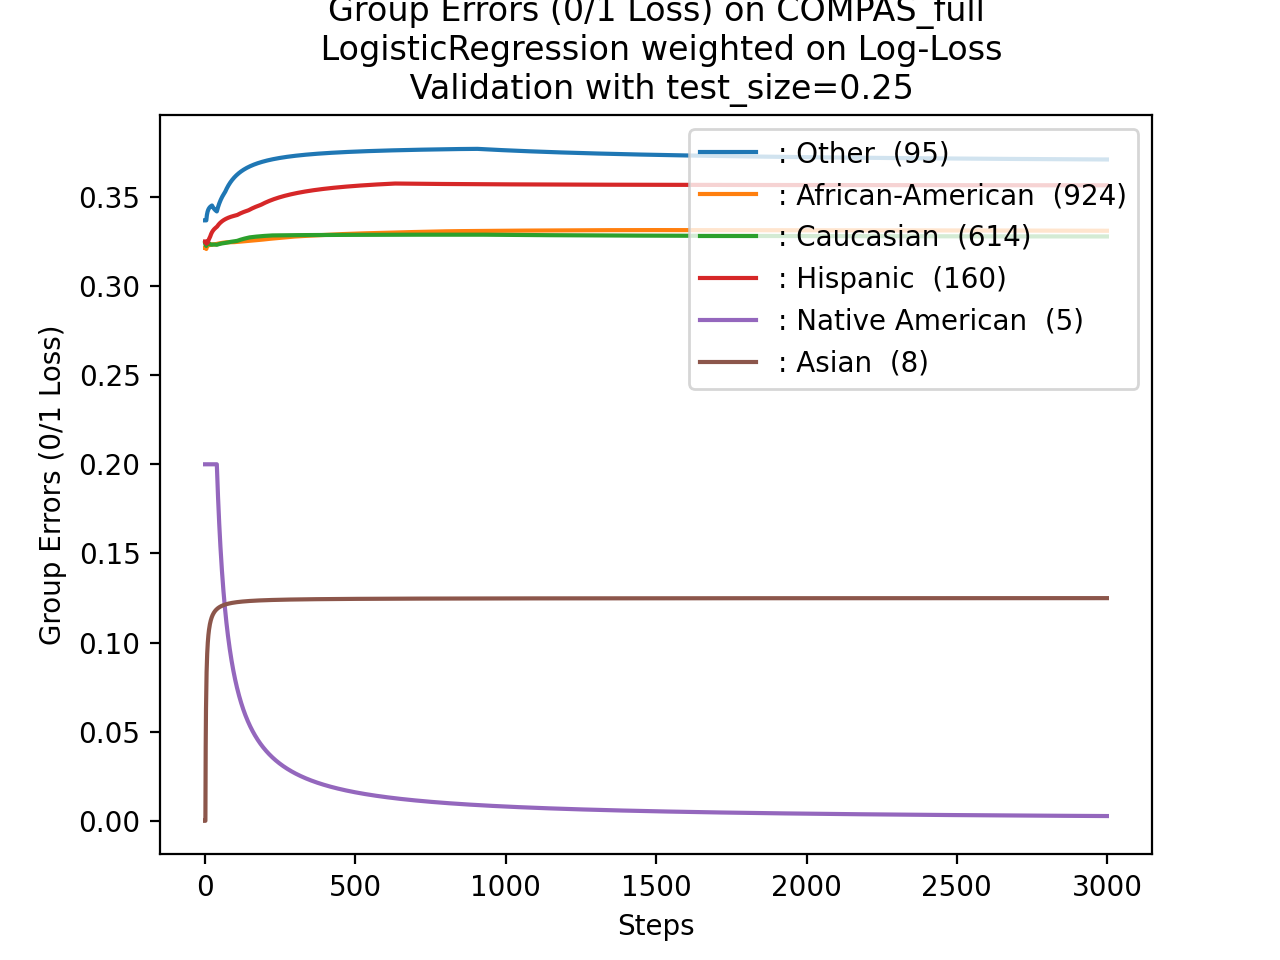 Group Errors (0/1 Loss) on COMPAS_full
LogisticRegression weighted on Log-Loss
Validation with test_size=0.25
: Other (95)
: African-American (924)
: Caucasian (614)
: Hispanic (160)
: Native American (5)
: Asian (8)
Group Errors (0/1 Loss)
0.35
0.30
0.25
0.20
0.15
0.10
0.05
0.00
0 500 1000 1500 2000 2500 3000
Steps